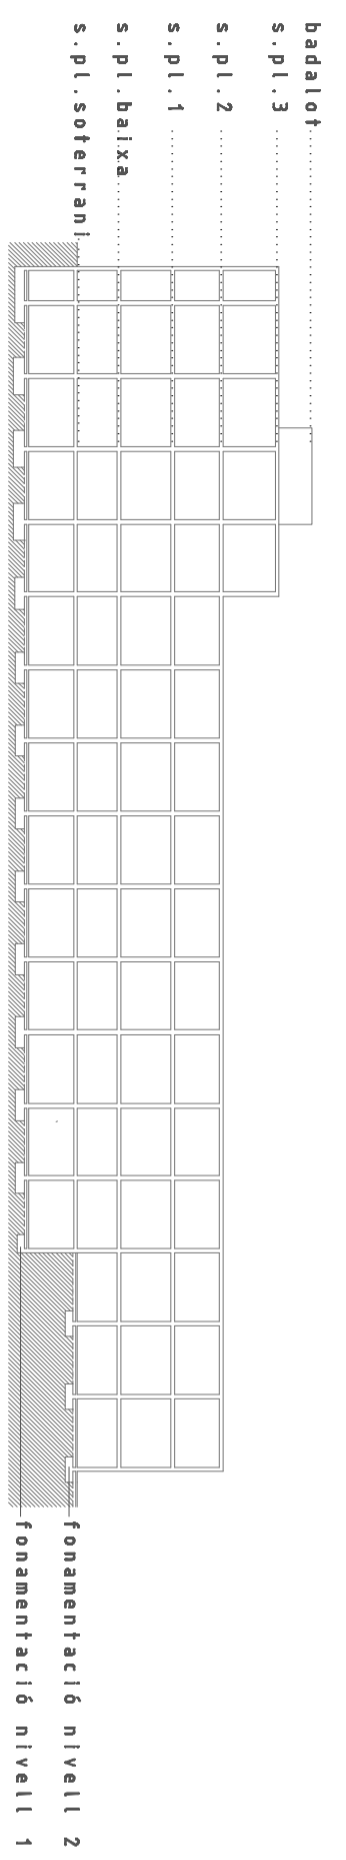 badalot
s.pl.3
s.pl.2
s.pl.1
s.pl.baixa
s.pl.soterrani
fonamentació nivell 2
fonamentació nivell 1